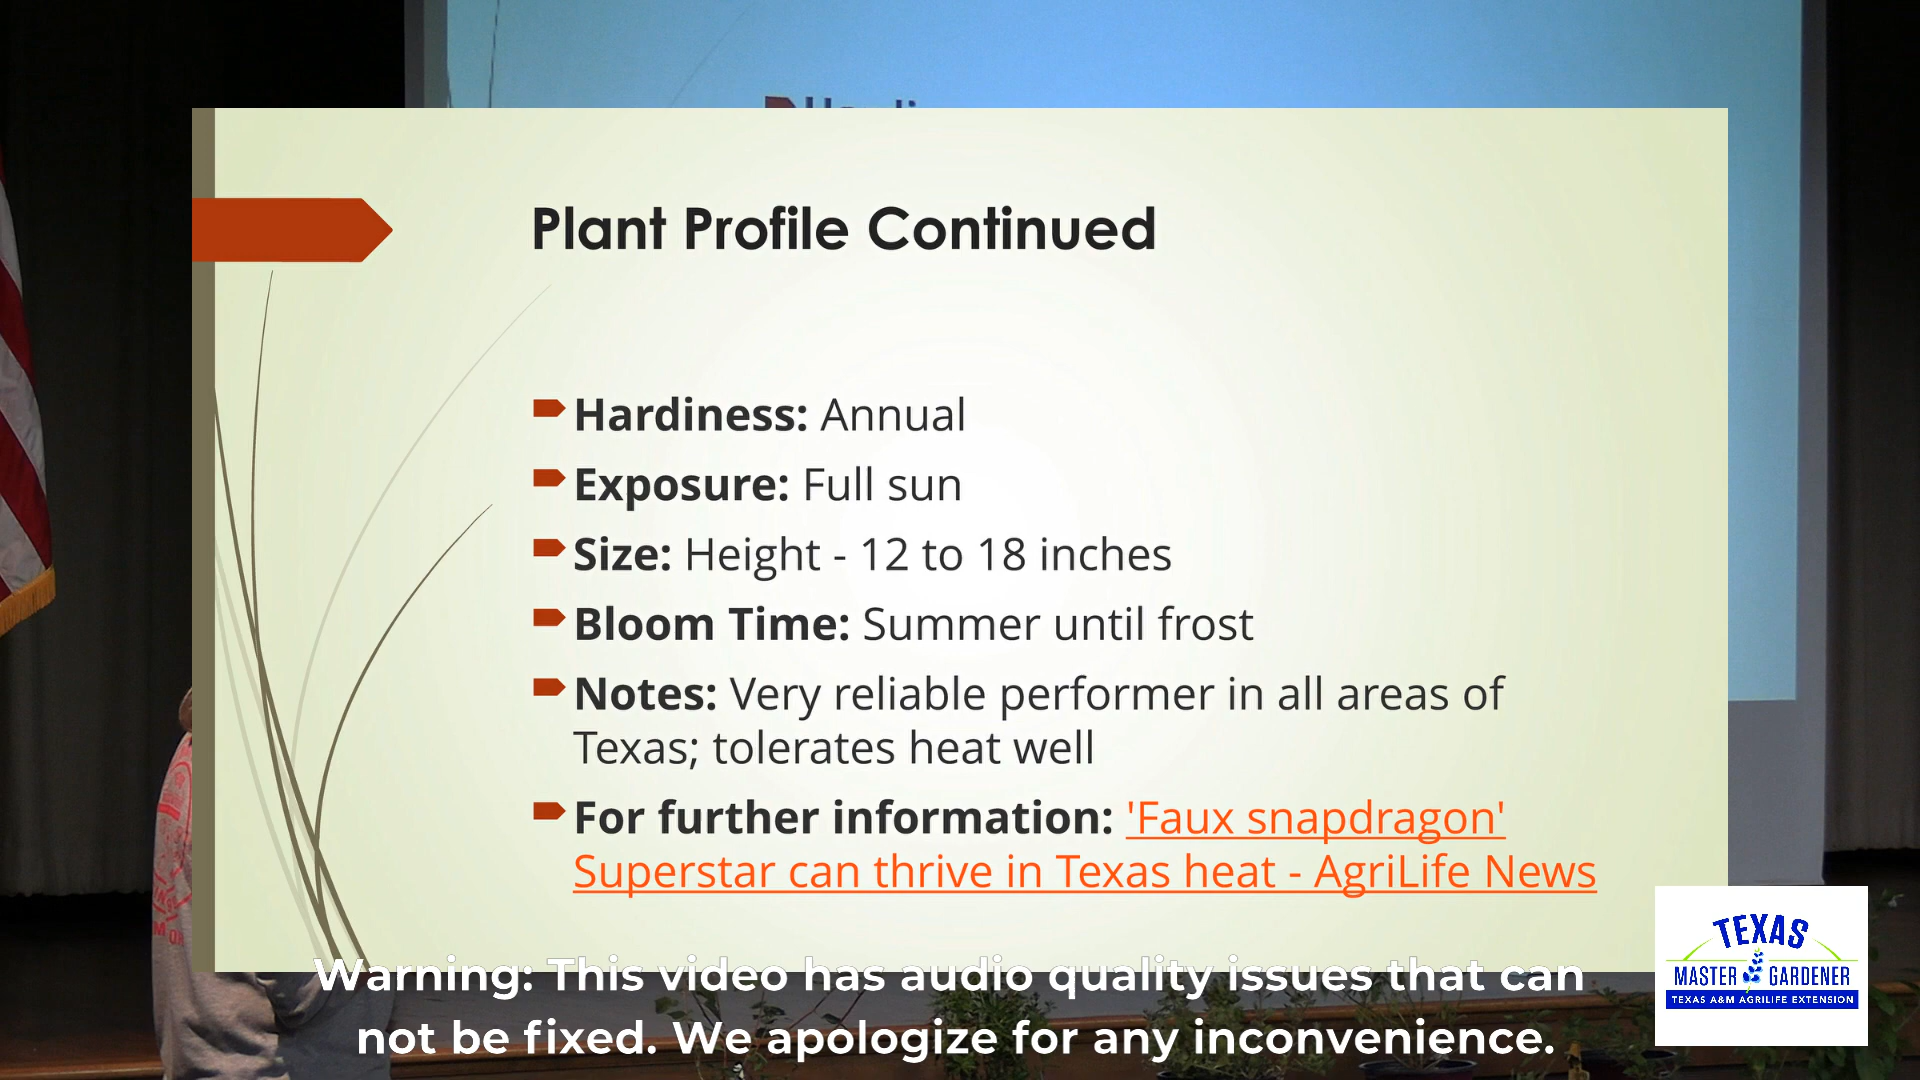 Plant Profile Continued
Hardiness: Annual
Exposure: Full sun
Size: Height - 12 to 18 inches
Bloom Time: Summer until frost
Notes: Very reliable performer in all areas of
Texas; tolerates heat well
For further information: 'Faux snapdragon'
Superstar can thrive in Texas heat - AgriLife News
Warning: This video has audio quality issues that can
not be fixed. We apologize for any inconvenience.
TEXAS
MASTER GARDENER
TEXAS A&M AGRILIFE EXTENSION